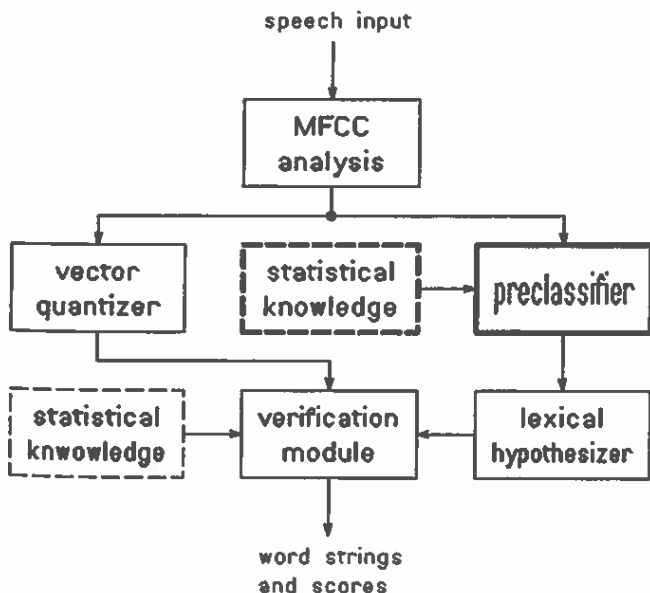 speech input
MFCC
analysis
vector
quantizer
statistical
knowledge
preclassifier
statistical
knwowledge
verification
module
lexical
hypothesizer
word strings
and scores